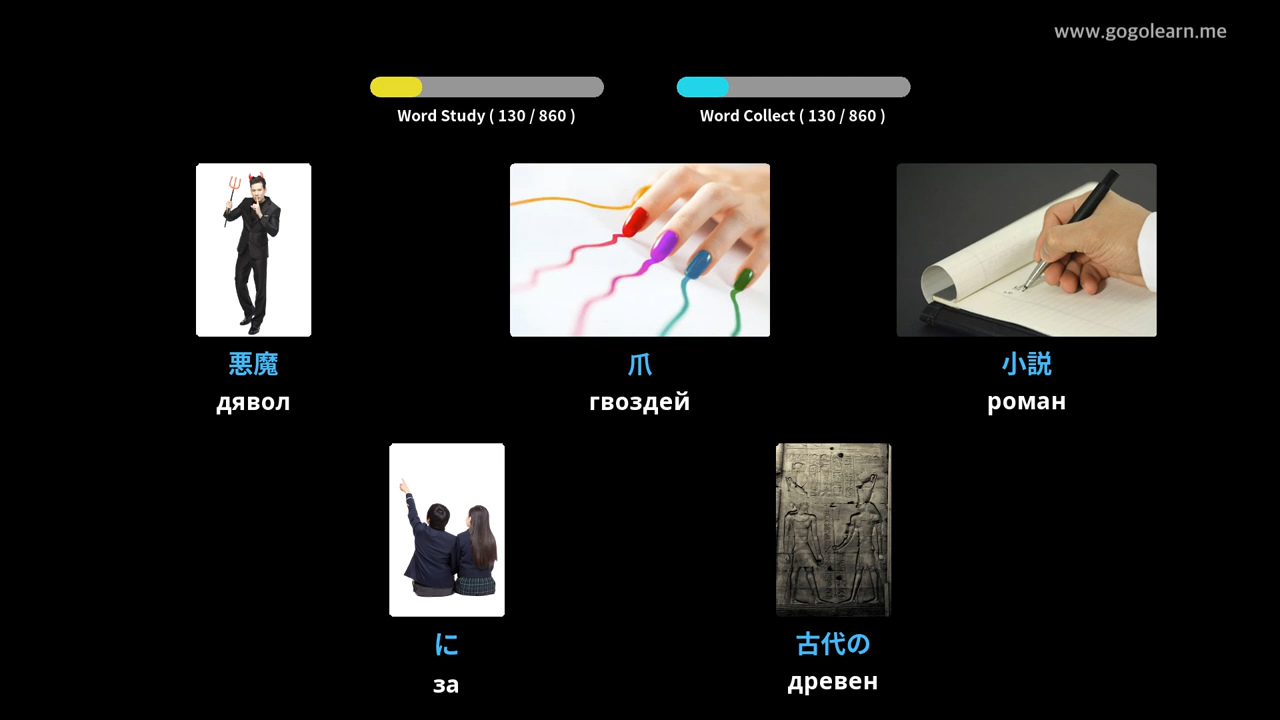 www.gogolearn.me
Word Study ( 130 / 860 )
Word Collect ( 130 / 860 )
悪魔
дявол
爪
гвоздей
小説
роман
に
за
古代の
древен